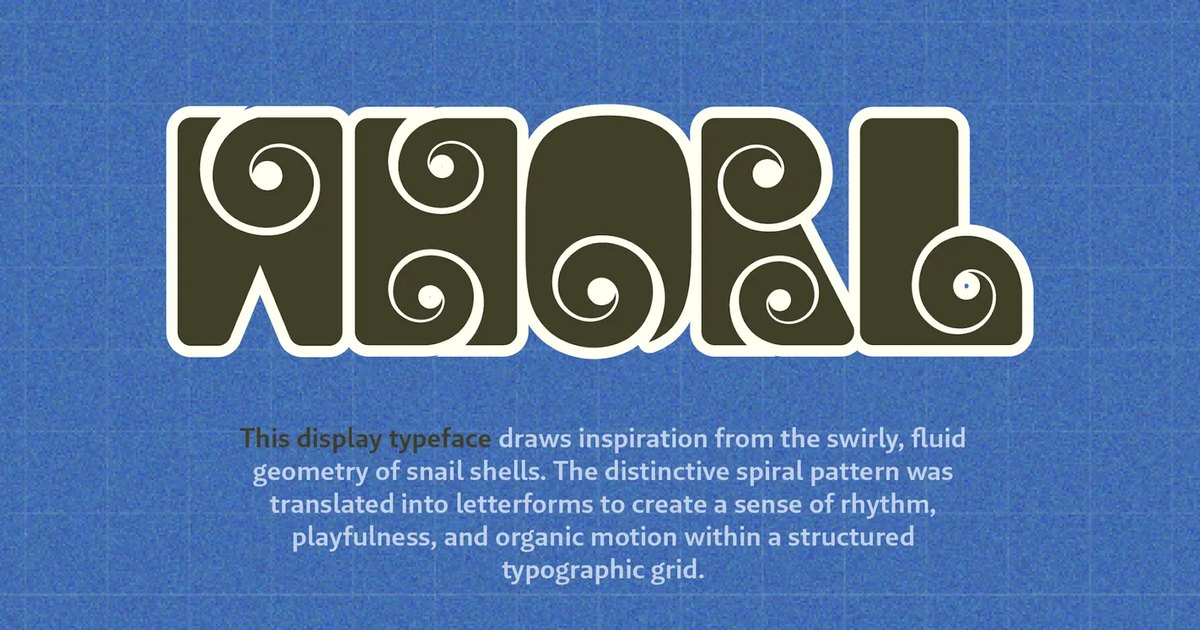 WHORL
This display typeface draws inspiration from the swirly, fluid
geometry of snail shells. The distinctive spiral pattern was
translated into letterforms to create a sense of rhythm,
playfulness, and organic motion within a structured
typographic grid.